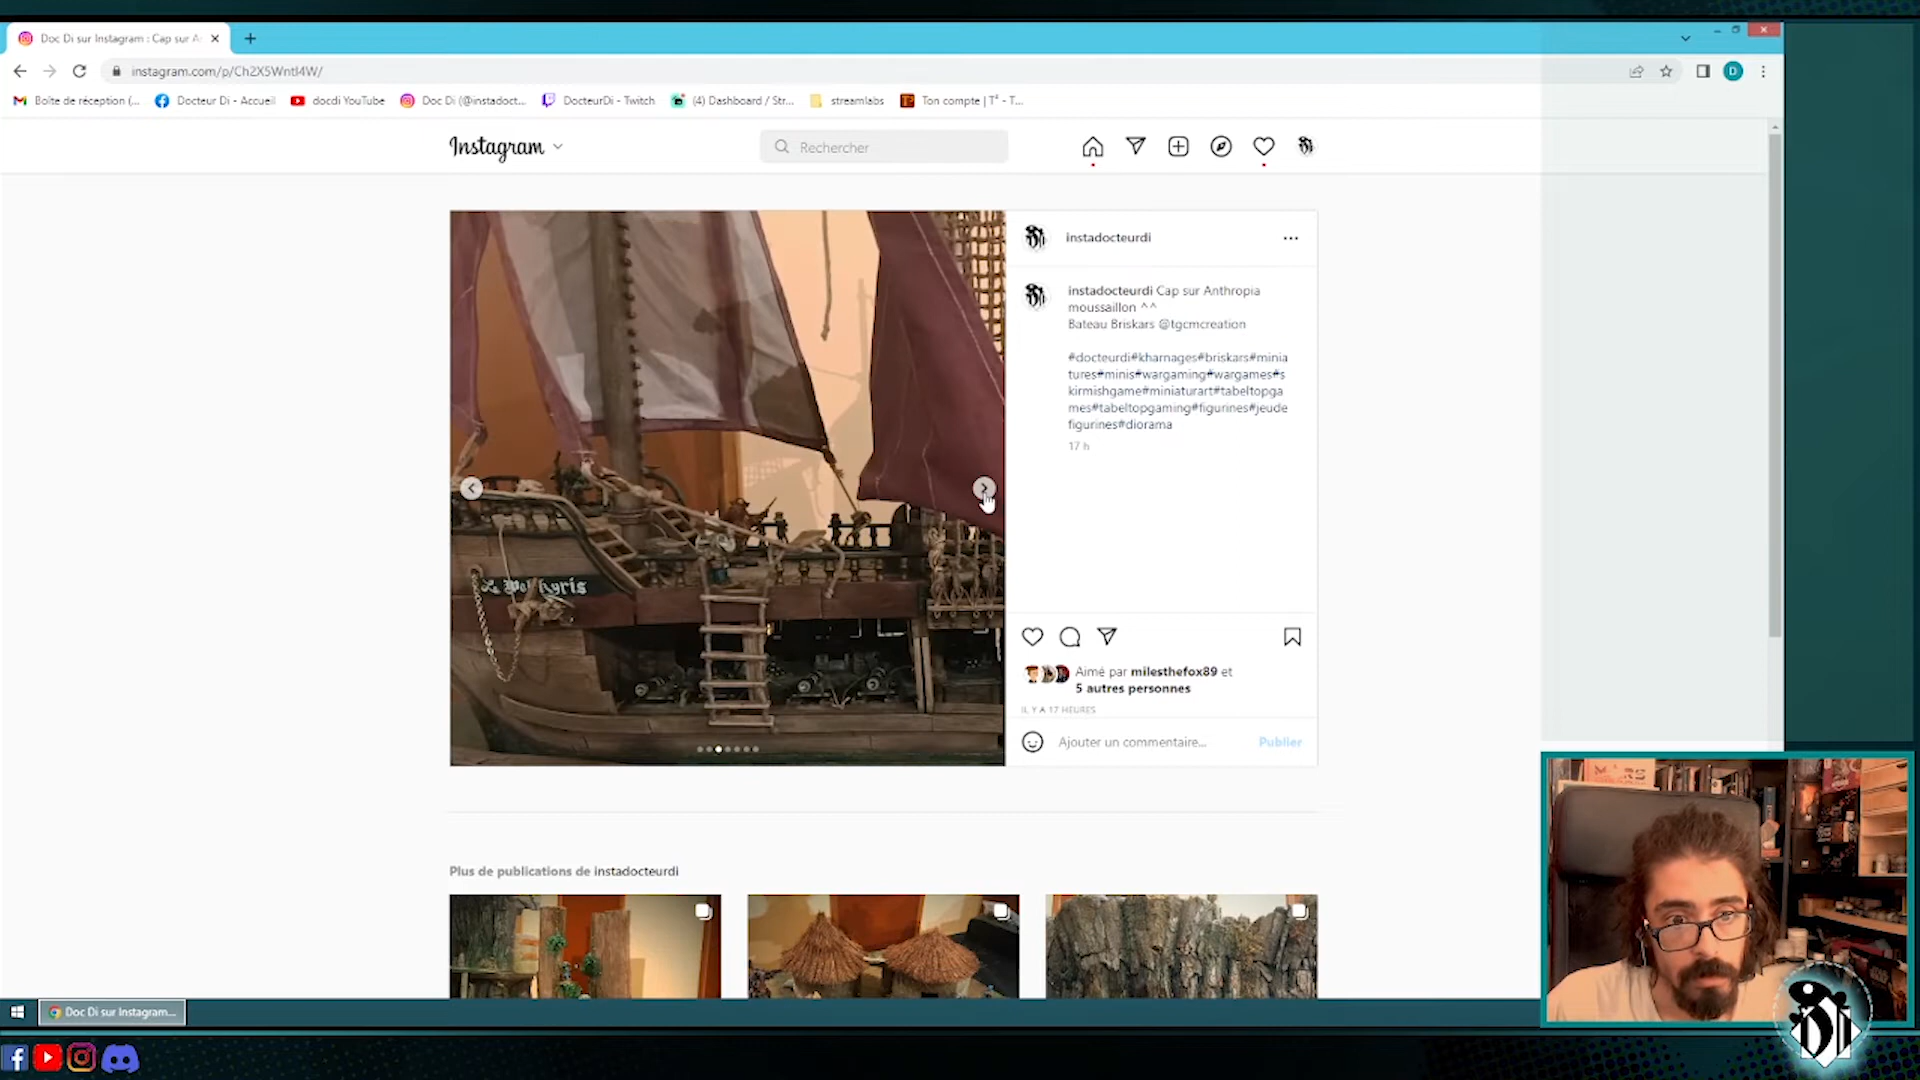 Doc Di sur Instagram : Cap sur A
instagram.com/p/Ch2X5WntI4W/
Boîte de réception (...
Docteur Di - Accueil
docdi YouTube
Doc Di (@instadoct...
DocteurDi - Twitch
(4) Dashboard / Str...
streamlabs
Ton compte | T² - T...
Instagram
Rechercher
instadocteurdi
instadocteurdi Cap sur Anthropia
moussaillon ^^
Bateau Briskars @tgcmcreation
#docteurdi#kharnages#briskars#minia
tures#minis#wargaming#wargames#s
kirmishgame#miniaturart#tabeltopga
mes#tabeltopgaming#figurines#jeude
figurines#diorama
17 h
Aimé par milesthefox89 et
5 autres personnes
IL Y A 17 HEURES
Ajouter un commentaire...
Publier
Plus de publications de instadocteurdi
Doc Di sur Instagram...